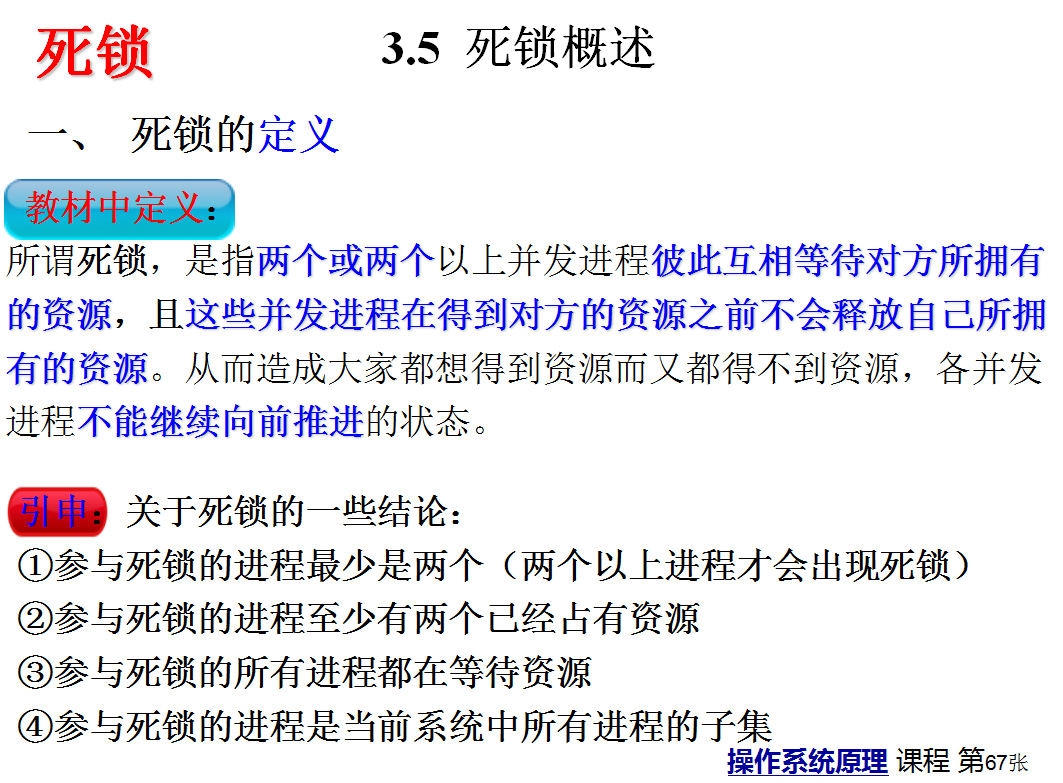 死锁
3.5 死锁概述
一、 死锁的定义
教材中定义：
所谓死锁，是指两个或两个以上并发进程彼此互相等待对方所拥有
的资源，且这些并发进程在得到对方的资源之前不会释放自己所拥
有的资源。从而造成大家都想得到资源而又都得不到资源，各并发
进程不能继续向前推进的状态。
引申：关于死锁的一些结论：
①参与死锁的进程最少是两个（两个以上进程才会出现死锁）
②参与死锁的进程至少有两个已经占有资源
③参与死锁的所有进程都在等待资源
④参与死锁的进程是当前系统中所有进程的子集
操作系统原理 课程 第67张